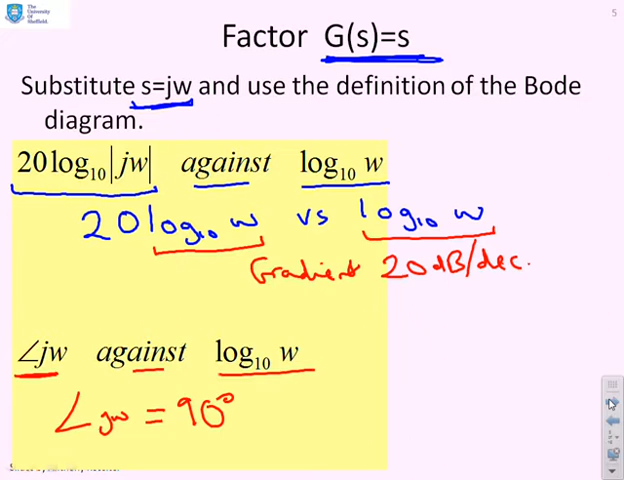 The
University
Of
Sheffield.
5
Factor G(s)=s
Substitute s=jw and use the definition of the Bode
diagram.
20log₁₀|jw| against log₁₀ w
20log₁₀ w vs log₁₀ w
Gradient 20dB/dec.
∠jw against log₁₀ w
∠jw = 90°